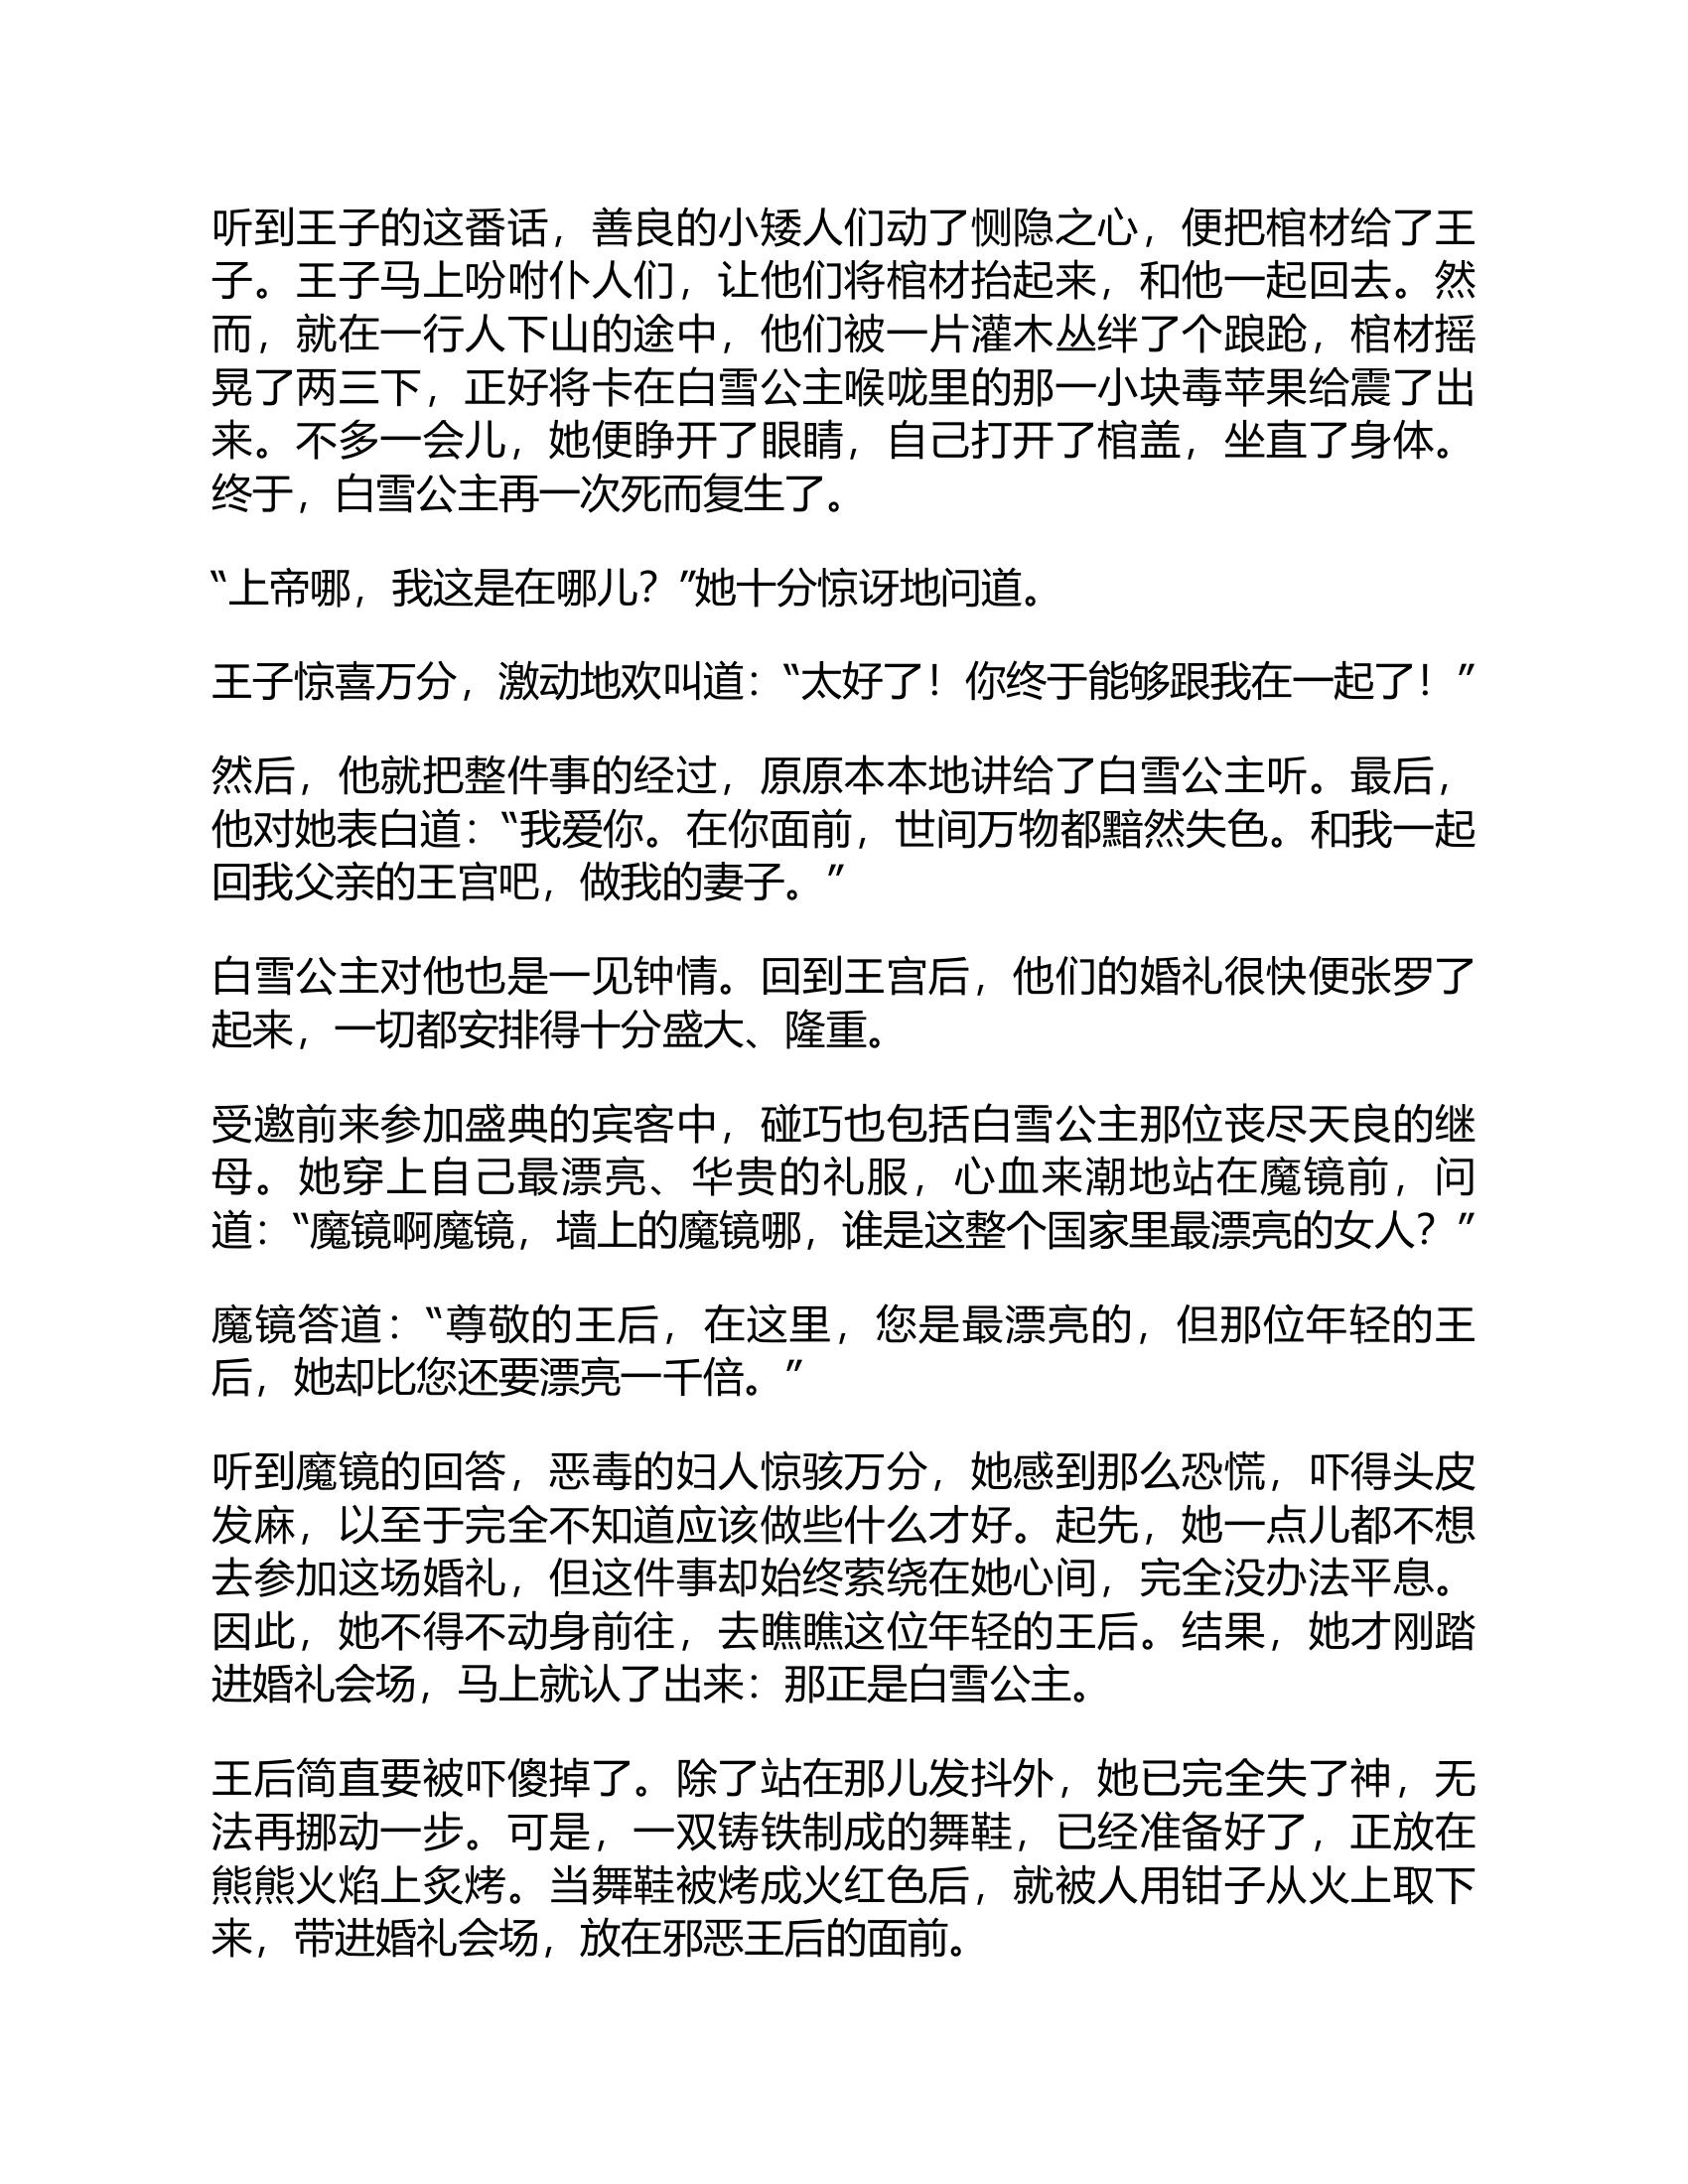 听到王子的这番话，善良的小矮人们动了恻隐之心，便把棺材给了王
子。王子马上吩咐仆人们，让他们将棺材抬起来，和他一起回去。然
而，就在一行人下山的途中，他们被一片灌木丛绊了个踉跄，棺材摇
晃了两三下，正好将卡在白雪公主喉咙里的那一小块毒苹果给震了出
来。不多一会儿，她便睁开了眼睛，自己打开了棺盖，坐直了身体。
终于，白雪公主再一次死而复生了。
“上帝哪，我这是在哪儿？”她十分惊讶地问道。
王子惊喜万分，激动地欢叫道：“太好了！你终于能够跟我在一起了！”
然后，他就把整件事的经过，原原本本地讲给了白雪公主听。最后，
他对她表白道：“我爱你。在你面前，世间万物都黯然失色。和我一起
回我父亲的王宫吧，做我的妻子。”
白雪公主对他也是一见钟情。回到王宫后，他们的婚礼很快便张罗了
起来，一切都安排得十分盛大、隆重。
受邀前来参加盛典的宾客中，碰巧也包括白雪公主那位丧尽天良的继
母。她穿上自己最漂亮、华贵的礼服，心血来潮地站在魔镜前，问
道：“魔镜啊魔镜，墙上的魔镜哪，谁是这整个国家里最漂亮的女人？”
魔镜答道：“尊敬的王后，在这里，您是最漂亮的，但那位年轻的王
后，她却比您还要漂亮一千倍。”
听到魔镜的回答，恶毒的妇人惊骇万分，她感到那么恐慌，吓得头皮
发麻，以至于完全不知道应该做些什么才好。起先，她一点儿都不想
去参加这场婚礼，但这件事却始终萦绕在她心间，完全没办法平息。
因此，她不得不动身前往，去瞧瞧这位年轻的王后。结果，她才刚踏
进婚礼会场，马上就认了出来：那正是白雪公主。
王后简直要被吓傻掉了。除了站在那儿发抖外，她已完全失了神，无
法再挪动一步。可是，一双铸铁制成的舞鞋，已经准备好了，正放在
熊熊火焰上炙烤。当舞鞋被烤成火红色后，就被人用钳子从火上取下
来，带进婚礼会场，放在邪恶王后的面前。